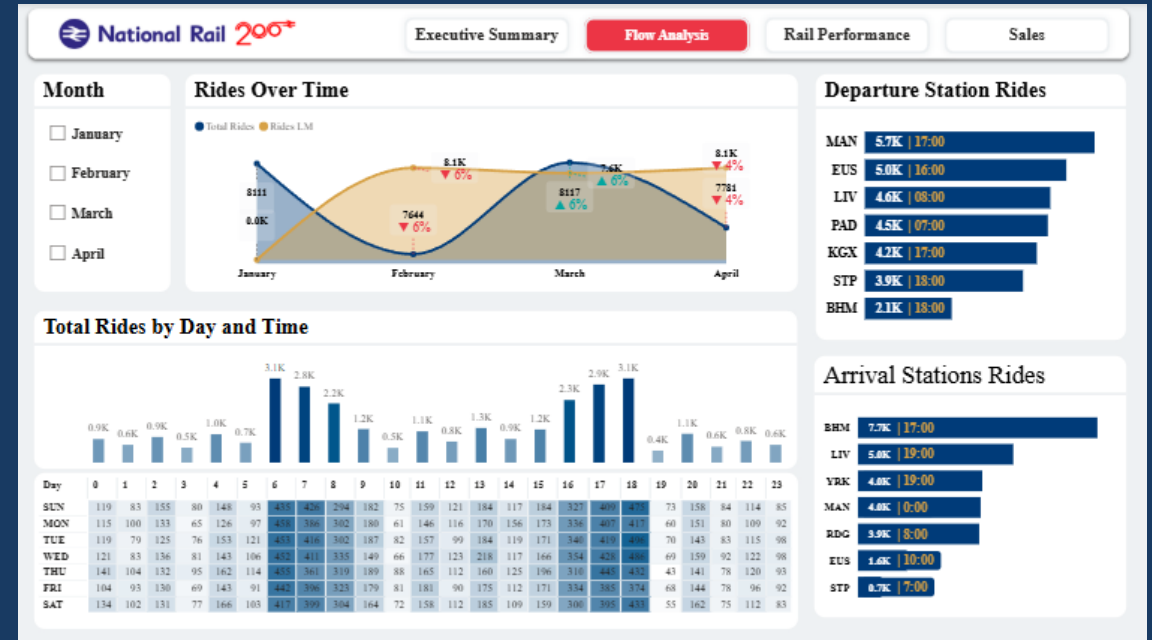 National Rail 200
Executive Summary
Flow Analysis
Rail Performance
Sales
Month
January
February
March
April
Rides Over Time
Total Rides Rides LM
8111
0.0K
7644
▼ 6%
8.1K
▼ 6%
8117
▲ 6%
7.6K
▲ 6%
8.1K
▼ 4%
7781
▼ 4%
January February March April
Departure Station Rides
MAN 5.7K | 17:00
EUS 5.0K | 16:00
LIV 4.6K | 08:00
PAD 4.5K | 07:00
KGX 4.2K | 17:00
STP 3.9K | 18:00
BHM 2.1K | 18:00
Total Rides by Day and Time
0.9K 0.6K 0.9K 0.5K 1.0K 0.7K 3.1K 2.8K 2.2K 1.2K 0.5K 1.1K 0.8K 1.3K 0.9K 1.2K 2.3K 2.9K 3.1K 0.4K 1.1K 0.6K 0.8K 0.6K
Day 0 1 2 3 4 5 6 7 8 9 10 11 12 13 14 15 16 17 18 19 20 21 22 23
SUN 119 83 155 80 148 93 435 426 294 182 75 159 121 184 117 184 327 409 475 73 158 84 114 85
MON 115 100 133 65 126 97 458 386 302 180 61 146 116 170 156 173 336 407 417 60 151 80 109 92
TUE 119 79 125 76 153 121 453 416 302 187 82 157 99 184 119 171 340 419 496 70 143 83 115 98
WED 121 83 136 81 143 106 452 411 335 149 66 177 123 218 117 166 354 428 486 69 159 92 122 98
THU 141 104 132 95 162 114 455 361 319 189 88 165 112 160 125 196 310 445 432 43 141 78 120 93
FRI 104 93 130 69 143 91 442 396 323 179 81 181 90 175 112 171 334 385 374 68 144 78 96 92
SAT 134 102 131 77 166 103 417 399 304 164 72 158 112 185 109 159 300 395 433 55 162 75 112 83
Arrival Stations Rides
BHM 7.7K | 17:00
LIV 5.0K | 19:00
YRK 4.0K | 19:00
MAN 4.0K | 0:00
RDG 3.9K | 8:00
EUS 1.6K | 10:00
STP 0.7K | 7:00